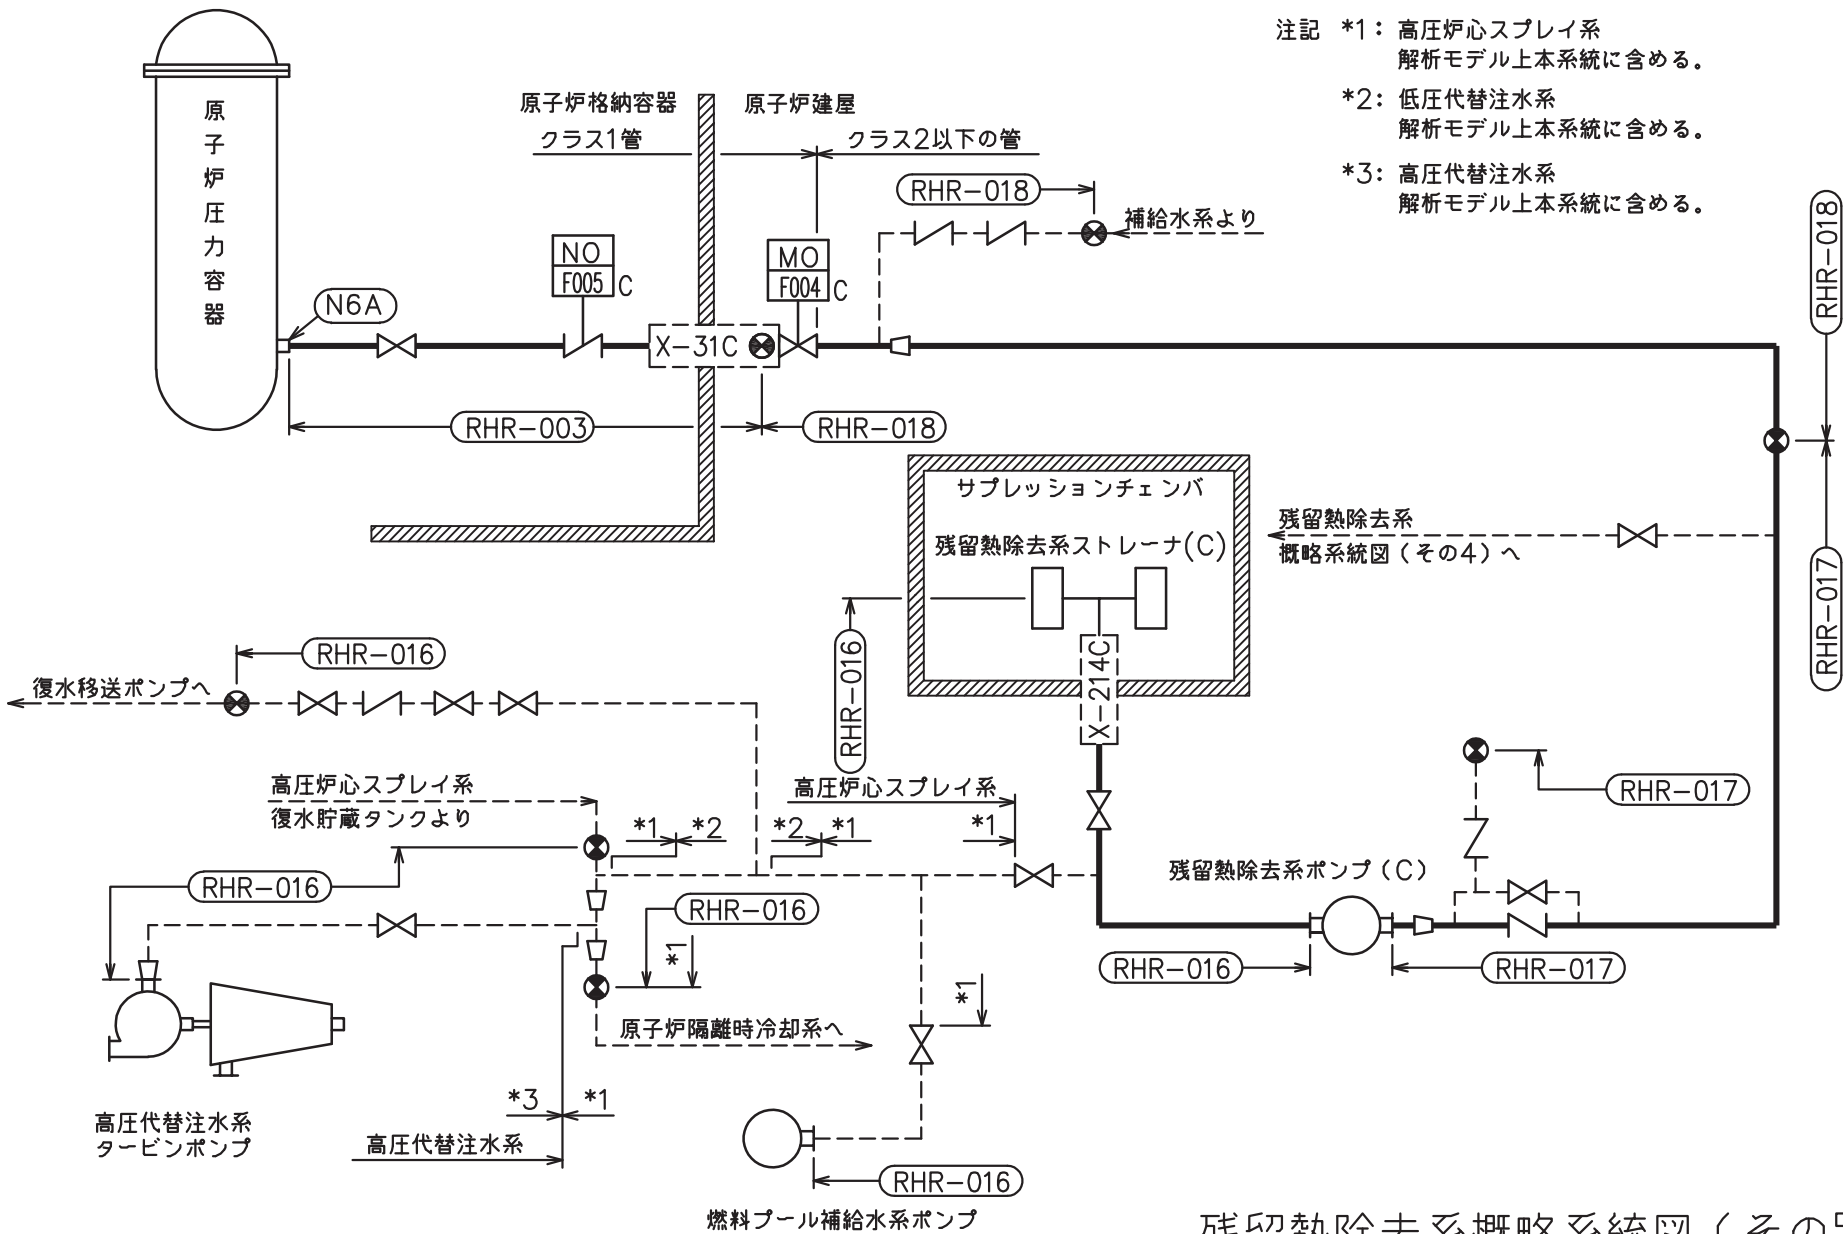 注記 *1: 高圧炉心スプレイ系
解析モデル上本系統に含める。
*2: 低圧代替注水系
解析モデル上本系統に含める。
*3: 高圧代替注水系
解析モデル上本系統に含める。
原子炉圧力容器
原子炉格納容器
クラス1管
原子炉建屋
クラス2以下の管
RHR-018
補給水系より
RHR-018
NO
F005
C
MO
F004
C
N6A
X-31C
RHR-003
RHR-018
サプレッションチェンバ
残留熱除去系ストレーナ(C)
残留熱除去系
概略系統図(その4)へ
RHR-017
RHR-016
X-214C
RHR-016
復水移送ポンプへ
高圧炉心スプレイ系
復水貯蔵タンクより
高圧炉心スプレイ系
*1
*2
*2
*1
*1
RHR-017
残留熱除去系ポンプ(C)
RHR-016
RHR-016
*1
RHR-016
RHR-017
*1
原子炉隔離時冷却系へ
*3
*1
高圧代替注水系
高圧代替注水系
タービンポンプ
RHR-016
燃料プール補給水系ポンプ
残留熱除去系概略系統図(その